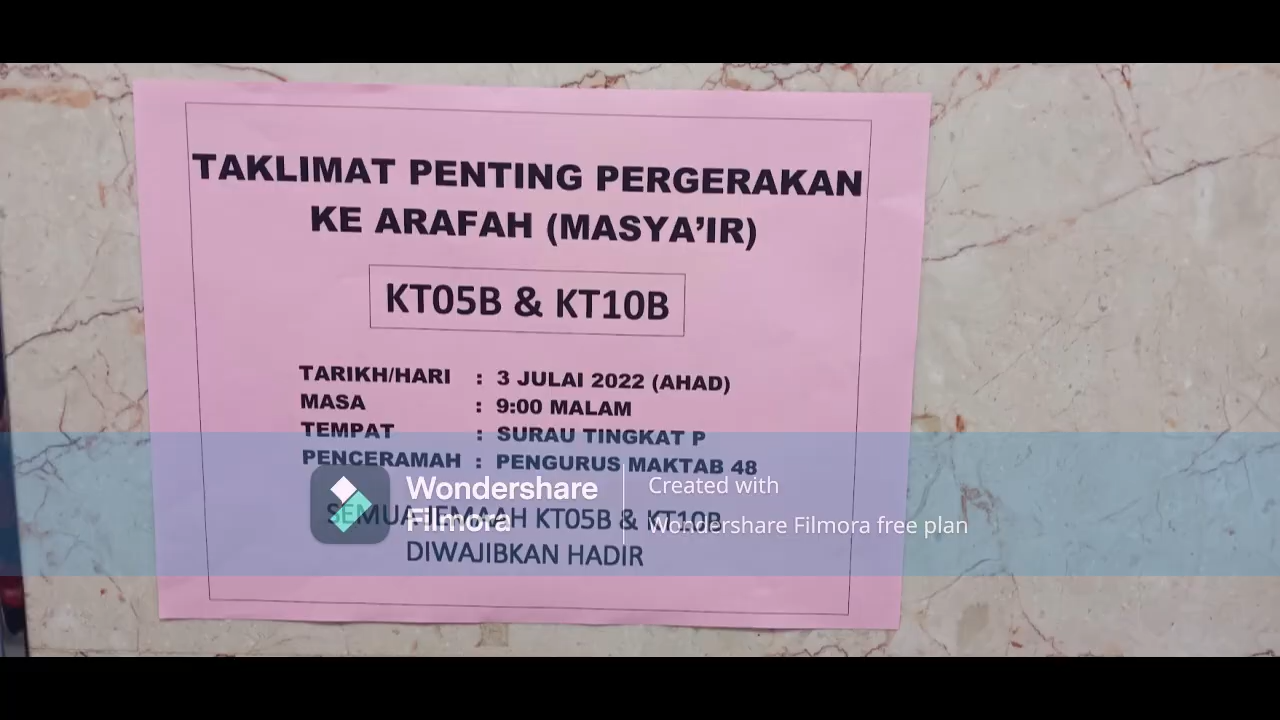 TAKLIMAT PENTING PERGERAKAN
KE ARAFAH (MASYA'IR)
KT05B & KT10B
TARIKH/HARI : 3 JULAI 2022 (AHAD)
MASA : 9:00 MALAM
TEMPAT : SURAU TINGKAT P
PENCERAMAH : PENGURUS MAKTAB 48
SEMUA JEMAAH KT05B & KT10B
DIWAJIBKAN HADIR
Wondershare
Filmora
Created with
Wondershare Filmora free plan